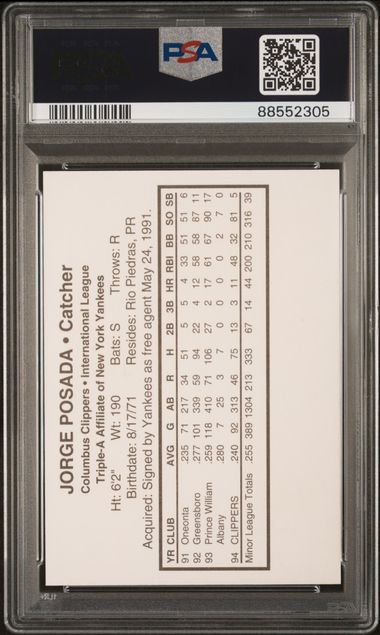 PSA
88552305
JORGE POSADA • Catcher
Columbus Clippers • International League
Triple-A Affiliate of New York Yankees
Ht: 6'2" Wt: 190 Bats: S Throws: R
Birthdate: 8/17/71 Resides: Rio Piedras, PR
Acquired: Signed by Yankees as free agent May 24, 1991.
YR CLUB AVG G AB R H 2B 3B HR RBI BB SO SB
91 Oneonta .235 71 217 34 51 5 5 4 33 51 51 6
92 Greensboro .277 101 339 59 94 22 4 12 58 58 87 11
93 Prince William .259 118 410 71 106 27 2 17 61 67 90 17
Albany .280 7 25 3 7 0 0 0 0 2 7 0
94 CLIPPERS .240 92 313 46 75 13 3 11 48 32 81 5
Minor League Totals .255 389 1304 213 333 67 14 44 200 210 316 39